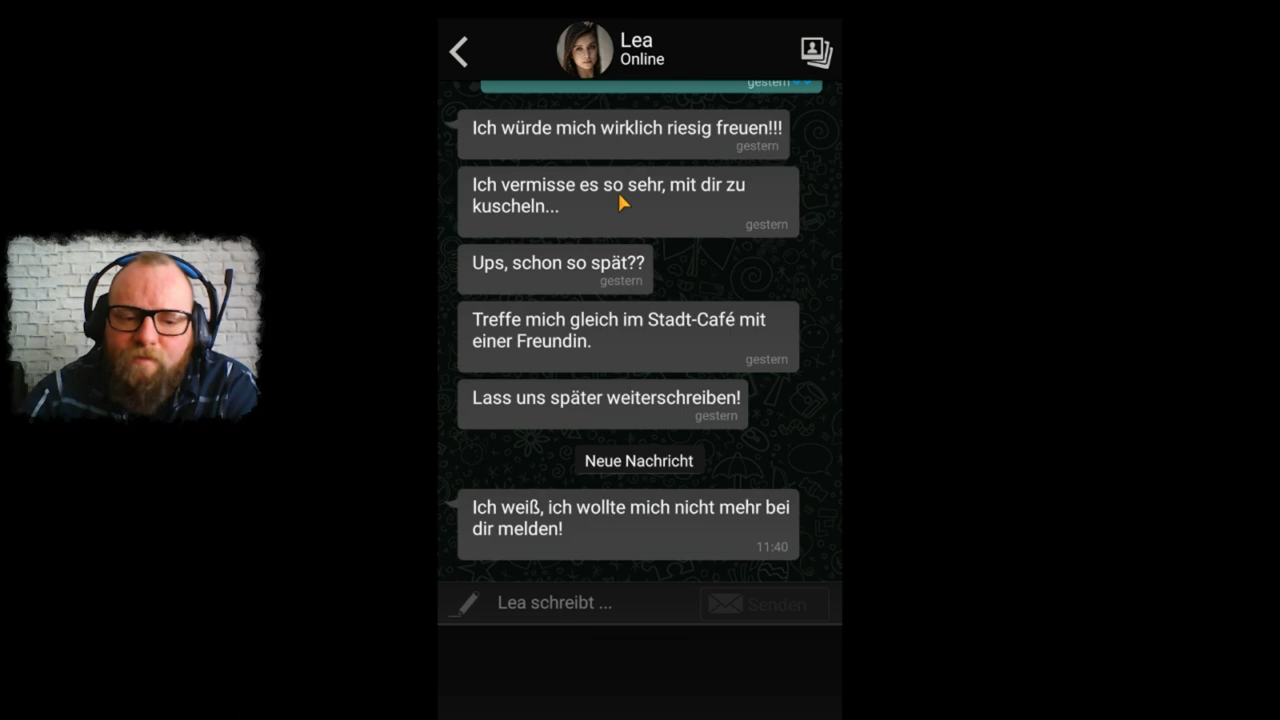 Lea
Online
gestern
Ich würde mich wirklich riesig freuen!!!
gestern
Ich vermisse es so sehr, mit dir zu
kuscheln...
gestern
Ups, schon so spät??
gestern
Treffe mich gleich im Stadt-Café mit
einer Freundin.
gestern
Lass uns später weiterschreiben!
gestern
Neue Nachricht
Ich weiß, ich wollte mich nicht mehr bei
dir melden!
11:40
Lea schreibt ...
Senden